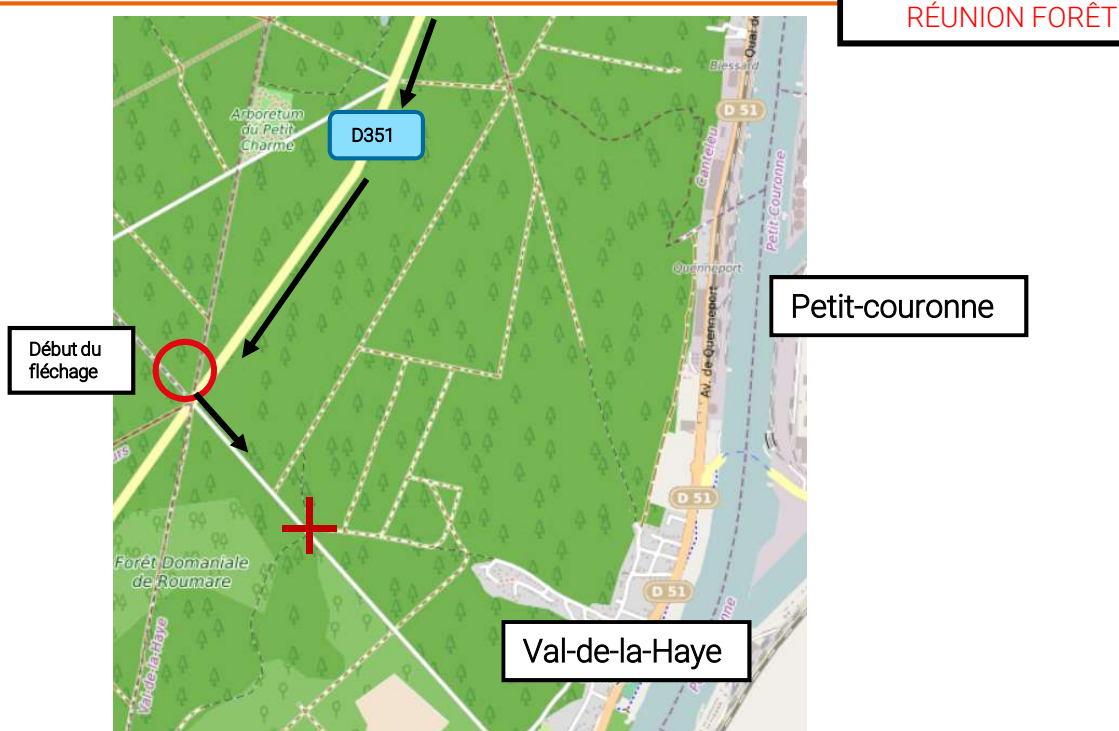 RÉUNION FORÊT
Biessard
D 51
Arboretum
du Petit
Charme
D351
Canteleu
Petit-Couronne
Quenneport
Petit-couronne
Av. de Quenneport
Début du
fléchage
D 51
Forêt Domaniale
de Roumare
D 51
Val-de-la-Haye
Val-de-la-Haye